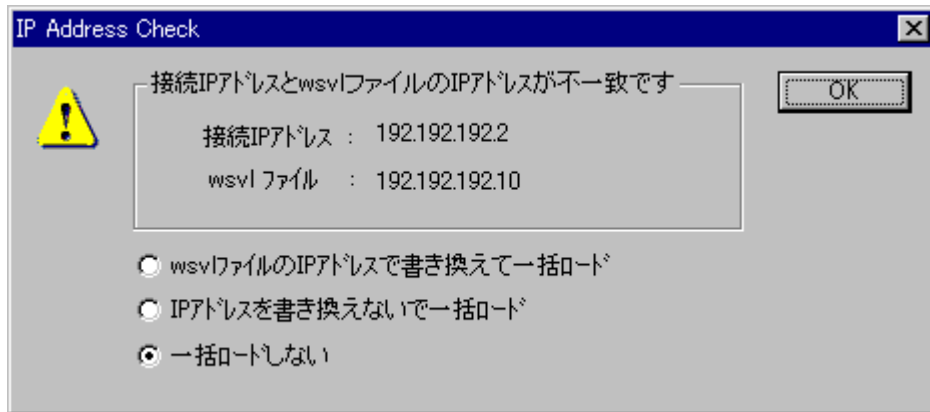 IP Address Check
接続IPｱﾄﾞﾚｽとwsvlﾌｧｲﾙのIPｱﾄﾞﾚｽが不一致です
OK
接続IPｱﾄﾞﾚｽ : 192.192.192.2
wsvl ﾌｧｲﾙ : 192.192.192.10
wsvlﾌｧｲﾙのIPｱﾄﾞﾚｽで書き換えて一括ﾛｰﾄﾞ
IPｱﾄﾞﾚｽを書き換えないで一括ﾛｰﾄﾞ
一括ﾛｰﾄﾞしない